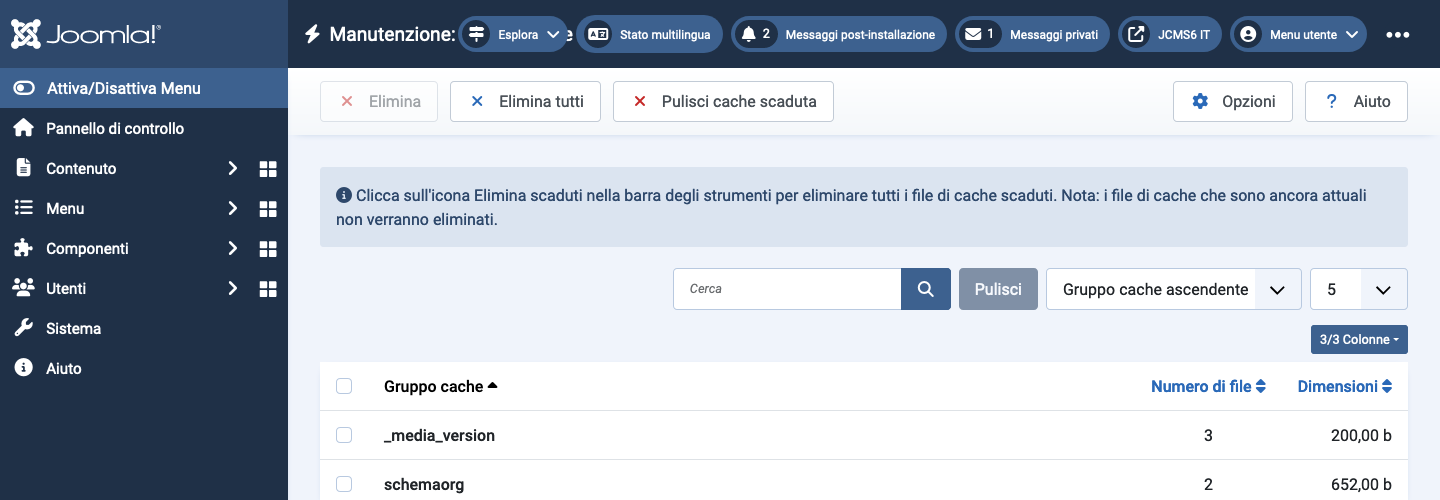 Joomla!®
Manutenzione:
Esplora
e
Stato multilingua
2 Messaggi post-installazione
1 Messaggi privati
JCMS6 IT
Menu utente
Attiva/Disattiva Menu
Pannello di controllo
Contenuto
Menu
Componenti
Utenti
Sistema
Aiuto
Elimina
Elimina tutti
Pulisci cache scaduta
Opzioni
? Aiuto
Clicca sull'icona Elimina scaduti nella barra degli strumenti per eliminare tutti i file di cache scaduti. Nota: i file di cache che sono ancora attuali
non verranno eliminati.
Cerca
Pulisci
Gruppo cache ascendente
5
3/3 Colonne
Gruppo cache Numero di file Dimensioni
_media_version 3 200,00 b
schemaorg 2 652,00 b